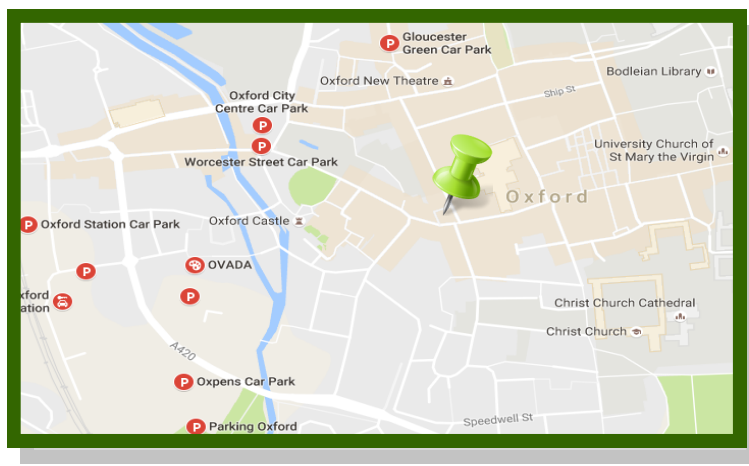 Gloucester
Green Car Park
Oxford New Theatre
Bodleian Library
Ship St
Oxford City
Centre Car Park
P
P
P
Worcester Street Car Park
University Church of
St Mary the Virgin
Oxford
P
Oxford Station Car Park
Oxford Castle
OVADA
P
P
xford
ation
Christ Church Cathedral
Christ Church
A420
P
Oxpens Car Park
P
Parking Oxford
Speedwell St